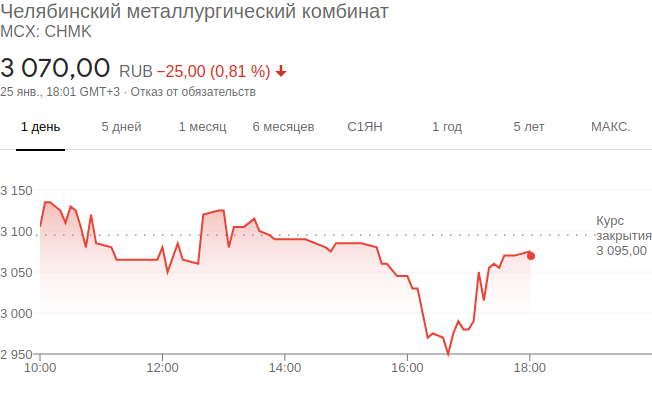 Челябинский металлургический комбинат
MCX: CHMK
3 070,00 RUB −25,00 (0,81 %)
25 янв., 18:01 GMT+3 · Отказ от обязательств
1 день 5 дней 1 месяц 6 месяцев С1ЯН 1 год 5 лет МАКС.
3 150
3 100
3 050
3 000
2 950
Курс
закрытия
3 095,00
10:00 12:00 14:00 16:00 18:00